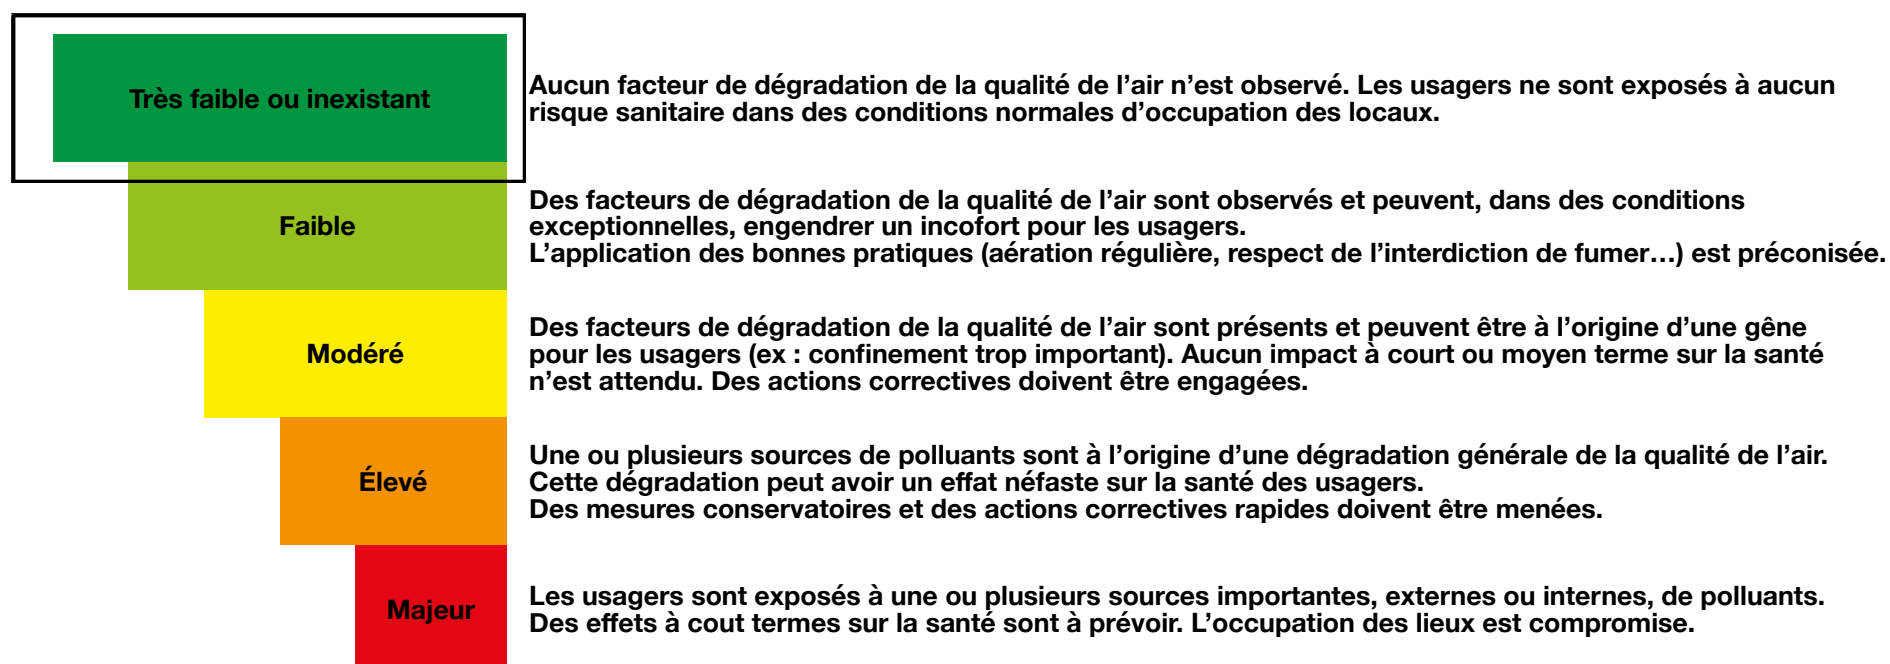 Très faible ou inexistant
Aucun facteur de dégradation de la qualité de l’air n’est observé. Les usagers ne sont exposés à aucun
risque sanitaire dans des conditions normales d’occupation des locaux.
Faible
Des facteurs de dégradation de la qualité de l’air sont observés et peuvent, dans des conditions
exceptionnelles, engendrer un incofort pour les usagers.
L’application des bonnes pratiques (aération régulière, respect de l’interdiction de fumer…) est préconisée.
Modéré
Des facteurs de dégradation de la qualité de l’air sont présents et peuvent être à l’origine d’une gêne
pour les usagers (ex : confinement trop important). Aucun impact à court ou moyen terme sur la santé
n’est attendu. Des actions correctives doivent être engagées.
Élevé
Une ou plusieurs sources de polluants sont à l’origine d’une dégradation générale de la qualité de l’air.
Cette dégradation peut avoir un effat néfaste sur la santé des usagers.
Des mesures conservatoires et des actions correctives rapides doivent être menées.
Majeur
Les usagers sont exposés à une ou plusieurs sources importantes, externes ou internes, de polluants.
Des effets à cout termes sur la santé sont à prévoir. L’occupation des lieux est compromise.